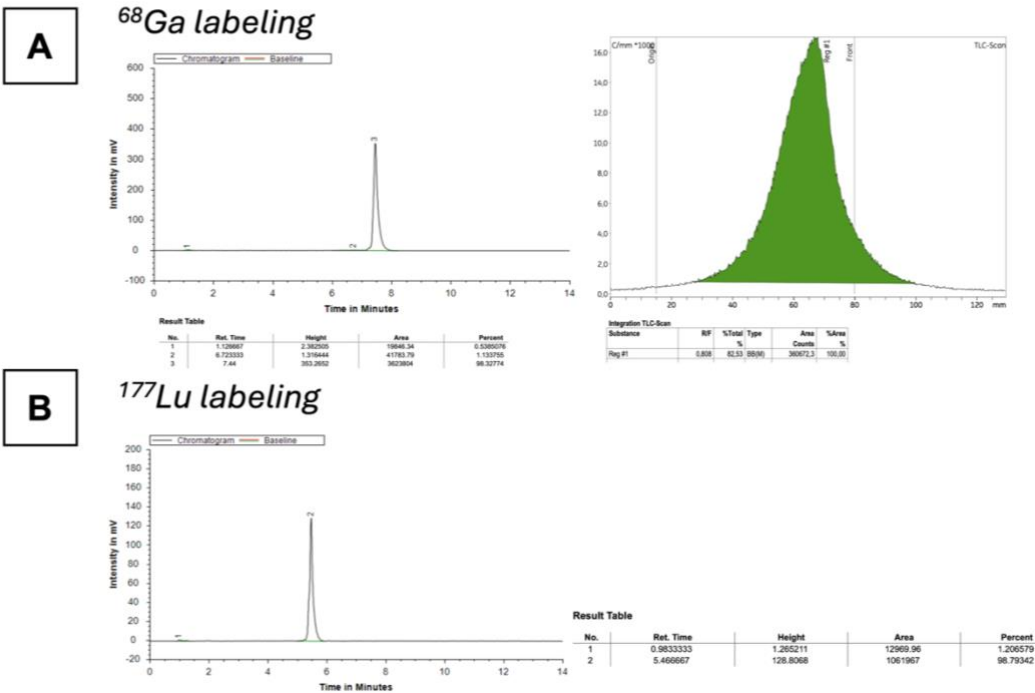 A
68Ga labeling
Chromatogram Baseline
600
500
400
300
200
100
0
-100
Intensity in mV
1
2
3
0 2 4 6 8 10 12 14
Time in Minutes
Result Table
No. Ret. Time Height Area Percent
1 1.126667 2.382505 19846.34 0.5385076
2 6.723333 1.316444 41783.79 1.133755
3 7.44 353.2652 3623804 98.32774
C/mm *1000 Origin Reg #1 Front TLC-Scan
16,0
14,0
12,0
10,0
8,0
6,0
4,0
2,0
0,0
0 20 40 60 80 100 120 mm
Integration TLC-Scan
Substance R/F %Total Type Area %Area
% Counts %
Reg #1 0,808 82,53 BB(M) 360672,3 100,00
B
177Lu labeling
Chromatogram Baseline
200
180
160
140
120
100
80
60
40
20
0
-20
Intensity in mV
1
2
0 2 4 6 8 10 12 14
Time in Minutes
Result Table
No. Ret. Time Height Area Percent
1 0.9833333 1.265211 12969.96 1.206579
2 5.466667 128.8068 1061967 98.79342